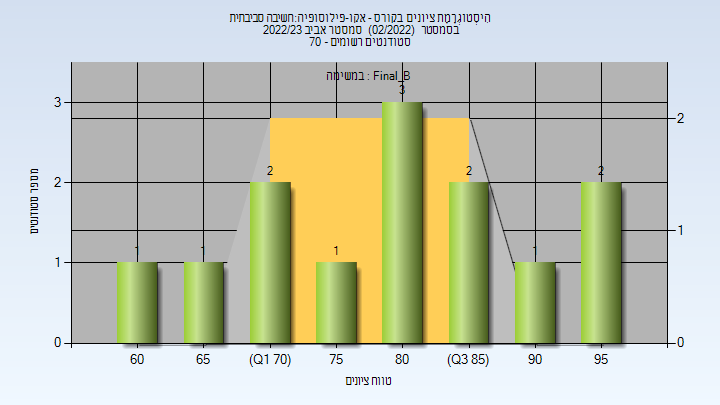 היסטוגרמת ציונים בקורס - אקו-פילוסופיה:חשיבה סביבתית
בסמסטר (02/2022) סמסטר אביב 2022/23
סטודנטים רשומים - 70
במשימה : Final_B
3
2
1
0
מספר סטודנטים
1
1
2
1
3
2
1
2
2
1
0
60
65
(Q1 70)
75
80
(Q3 85)
90
95
טווח ציונים